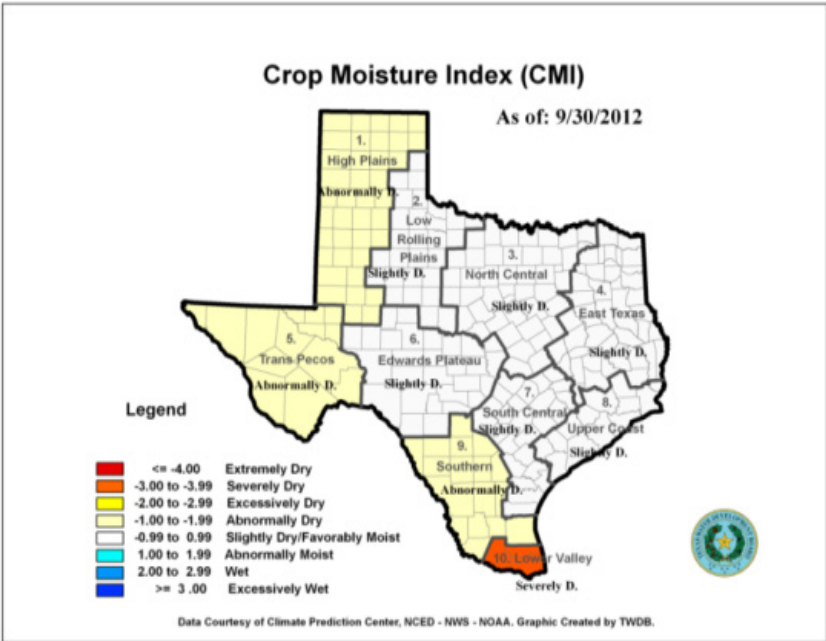 Crop Moisture Index (CMI)
As of: 9/30/2012
1.
High Plains
Abnormally D.
2.
Low
Rolling
Plains
Slightly D.
3.
North Central
Slightly D.
4.
East Texas
Slightly D.
5.
Trans Pecos
Abnormally D.
6.
Edwards Plateau
Slightly D.
7.
South Central
Slightly D.
8.
Upper Coast
Slightly D.
9.
Southern
Abnormally D.
10. Lower Valley
Severely D.
Legend
<= -4.00 Extremely Dry
-3.00 to -3.99 Severely Dry
-2.00 to -2.99 Excessively Dry
-1.00 to -1.99 Abnormally Dry
-0.99 to 0.99 Slightly Dry/Favorably Moist
1.00 to 1.99 Abnormally Moist
2.00 to 2.99 Wet
>= 3 .00 Excessively Wet
Data Courtesy of Climate Prediction Center, NCED - NWS - NOAA. Graphic Created by TWDB.